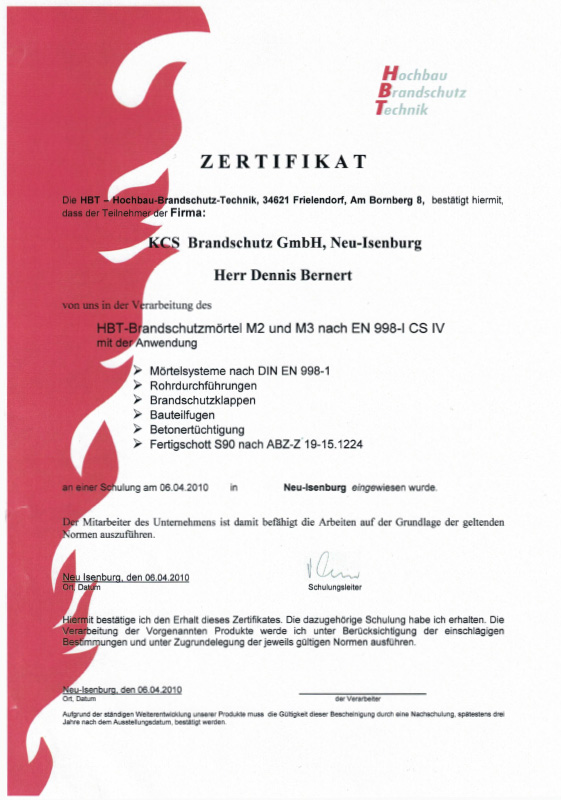 Hochbau
Brandschutz
Technik
ZERTIFIKAT
Die HBT – Hochbau-Brandschutz-Technik, 34621 Frielendorf, Am Bornberg 8, bestätigt hiermit,
dass der Teilnehmer der Firma:
KCS Brandschutz GmbH, Neu-Isenburg
Herr Dennis Bernert
von uns in der Verarbeitung des
HBT-Brandschutzmörtel M2 und M3 nach EN 998-I CS IV
mit der Anwendung
➢ Mörtelsysteme nach DIN EN 998-1
➢ Rohrdurchführungen
➢ Brandschutzklappen
➢ Bauteilfugen
➢ Betonertüchtigung
➢ Fertigschott S90 nach ABZ-Z 19-15.1224
an einer Schulung am 06.04.2010 in Neu-Isenburg eingewiesen wurde.
Der Mitarbeiter des Unternehmens ist damit befähigt die Arbeiten auf der Grundlage der geltenden
Normen auszuführen.
Neu Isenburg, den 06.04.2010
Ort, Datum Schulungsleiter
Hiermit bestätige ich den Erhalt dieses Zertifikates. Die dazugehörige Schulung habe ich erhalten. Die
Verarbeitung der Vorgenannten Produkte werde ich unter Berücksichtigung der einschlägigen
Bestimmungen und unter Zugrundelegung der jeweils gültigen Normen ausführen.
Neu-Isenburg, den 06.04.2010
Ort, Datum der Verarbeiter
Aufgrund der ständigen Weiterentwicklung unserer Produkte muss die Gültigkeit dieser Bescheinigung durch eine Nachschulung, spätestens drei
Jahre nach dem Ausstellungsdatum, bestätigt werden.